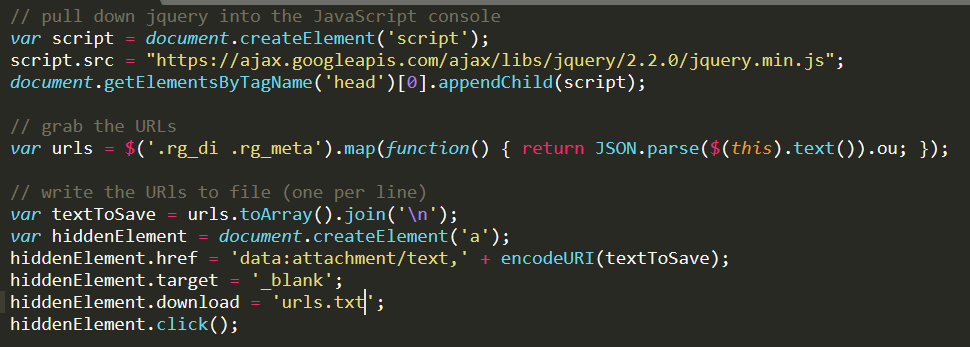 // pull down jquery into the JavaScript console
var script = document.createElement('script');
script.src = "https://ajax.googleapis.com/ajax/libs/jquery/2.2.0/jquery.min.js";
document.getElementsByTagName('head')[0].appendChild(script);
// grab the URLs
var urls = $('.rg_di .rg_meta').map(function() { return JSON.parse($(this).text()).ou; });
// write the URls to file (one per line)
var textToSave = urls.toArray().join('\n');
var hiddenElement = document.createElement('a');
hiddenElement.href = 'data:attachment/text,' + encodeURI(textToSave);
hiddenElement.target = '_blank';
hiddenElement.download = 'urls.txt';
hiddenElement.click();